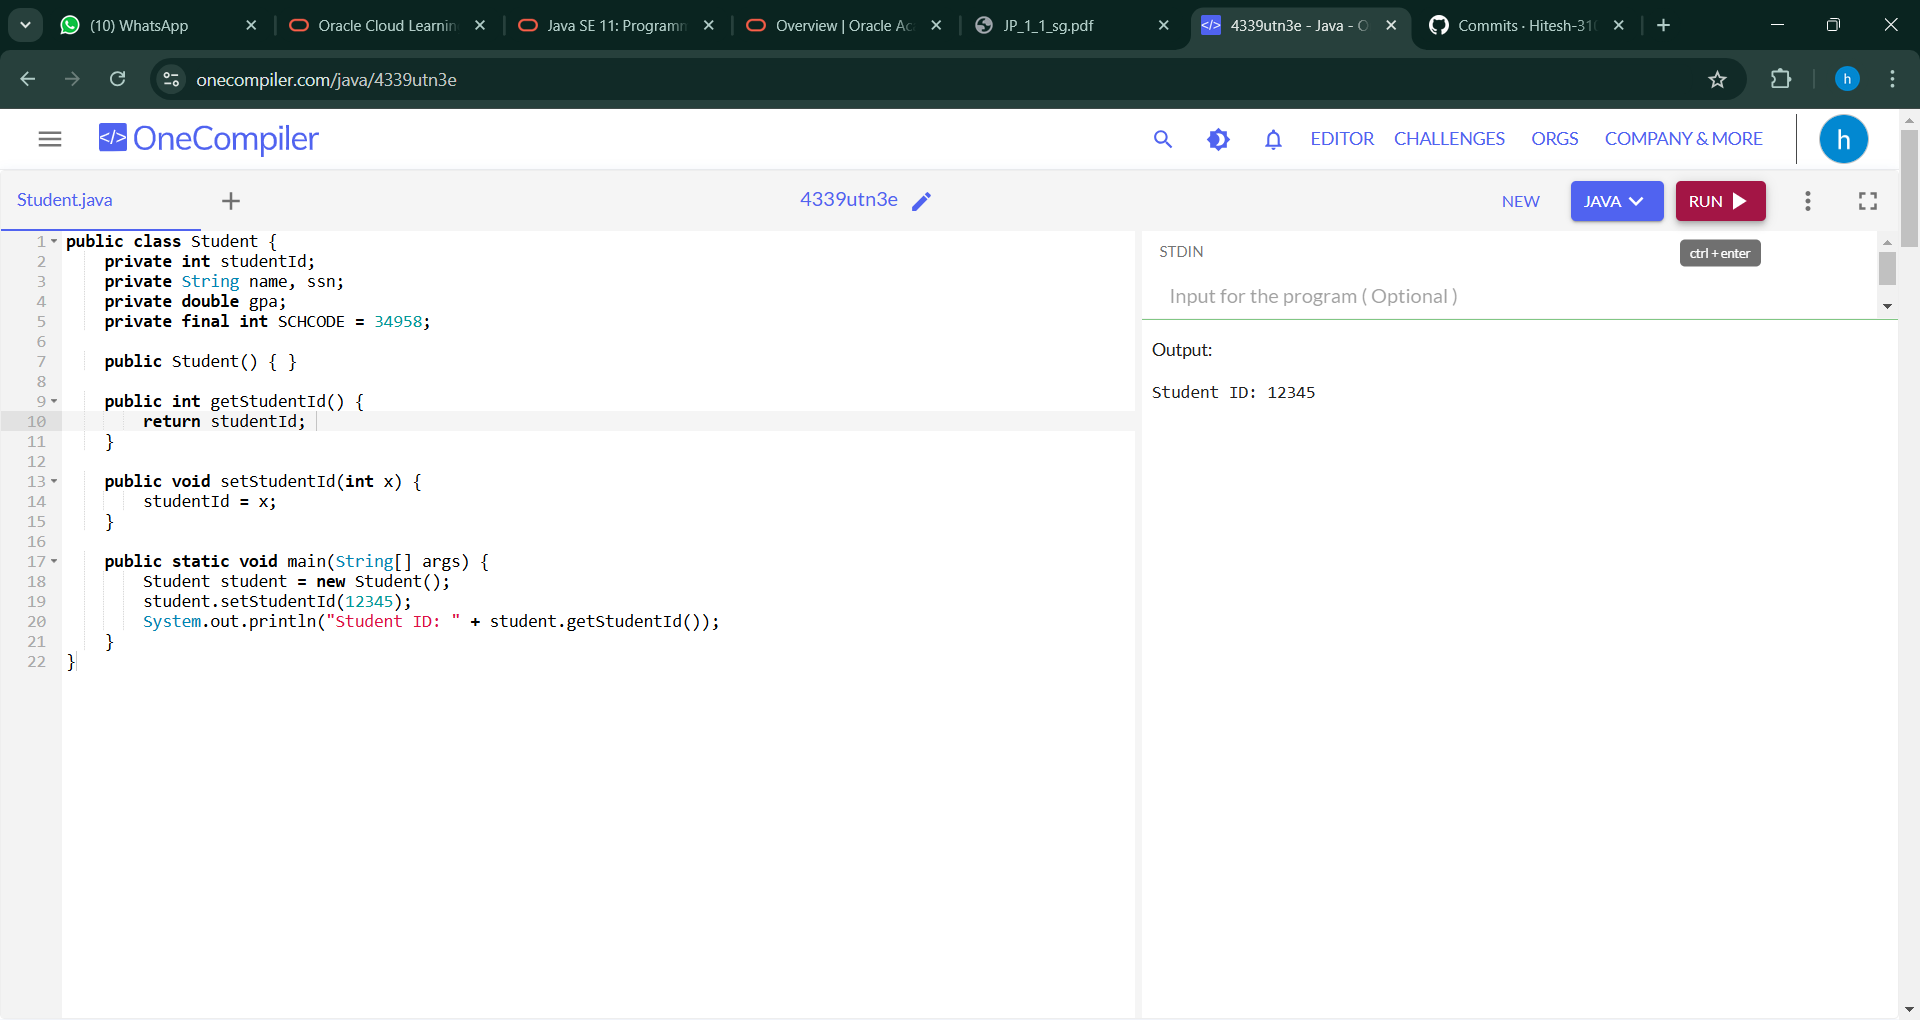 (10) WhatsApp
Oracle Cloud Learnin
Java SE 11: Programm
Overview | Oracle Ac
JP_1_1_sg.pdf
4339utn3e - Java - O
Commits · Hitesh-310
onecompiler.com/java/4339utn3e
h
</> OneCompiler
EDITOR CHALLENGES ORGS COMPANY & MORE
h
Student.java
4339utn3e
NEW
JAVA
RUN
ctrl+enter
1 public class Student {
2     private int studentId;
3     private String name, ssn;
4     private double gpa;
5     private final int SCHCODE = 34958;
6
7     public Student() { }
8
9     public int getStudentId() {
10         return studentId;
11     }
12
13     public void setStudentId(int x) {
14         studentId = x;
15     }
16
17     public static void main(String[] args) {
18         Student student = new Student();
19         student.setStudentId(12345);
20         System.out.println("Student ID: " + student.getStudentId());
21     }
22 }
STDIN
Input for the program ( Optional )
Output:
Student ID: 12345